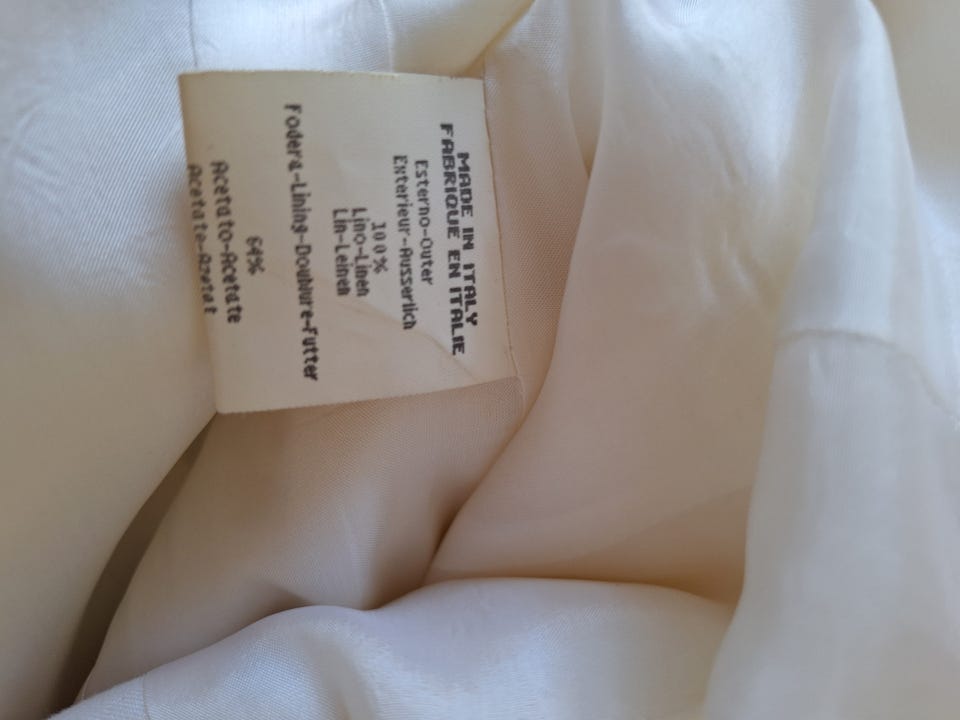 MADE IN ITALY
FABRIQUE EN ITALIE
Esterno-Outer
Exterieur-Ausserlich
100%
Lino-Linen
Lin-Leinen
Fodera-Lining-Doublure-Futter
64%
Acetato-Acetate
Acetate-Azetat